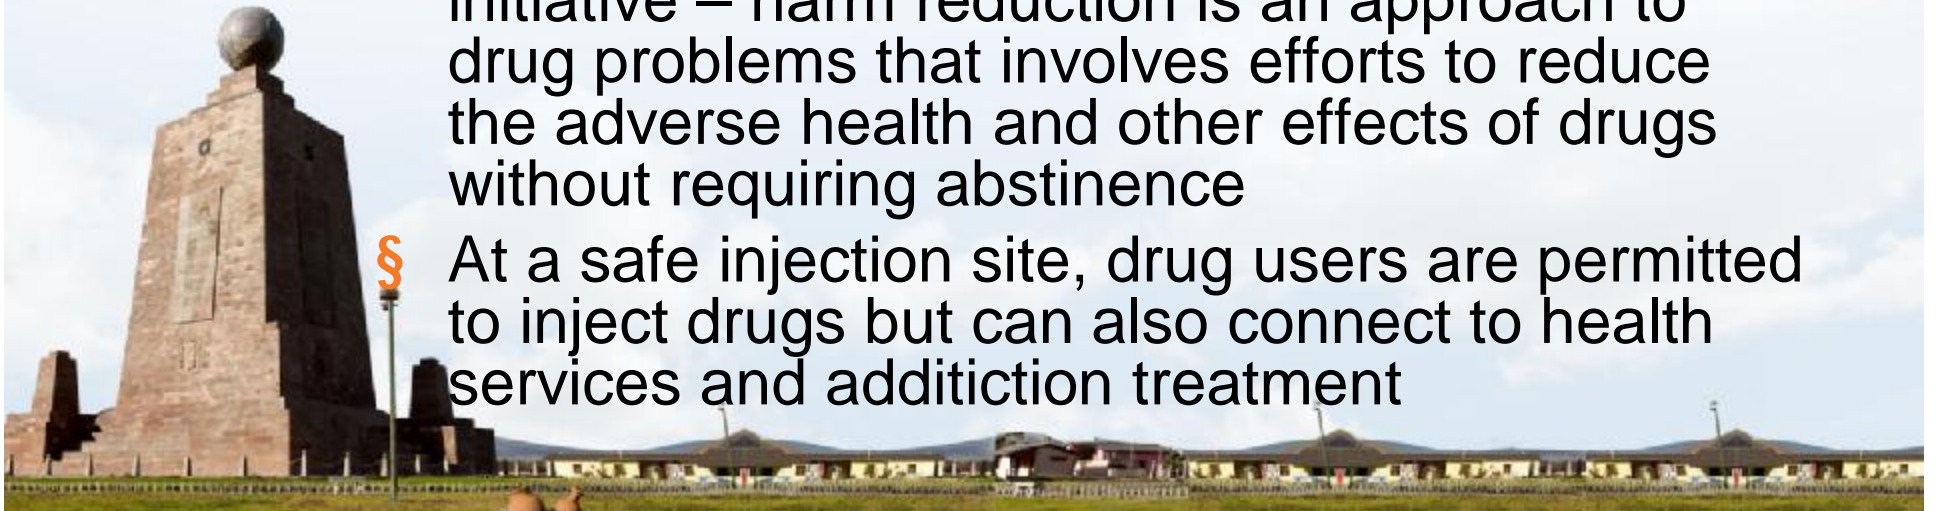 initiative – harm reduction is an approach to
drug problems that involves efforts to reduce
the adverse health and other effects of drugs
without requiring abstinence
§ At a safe injection site, drug users are permitted
to inject drugs but can also connect to health
services and additiction treatment